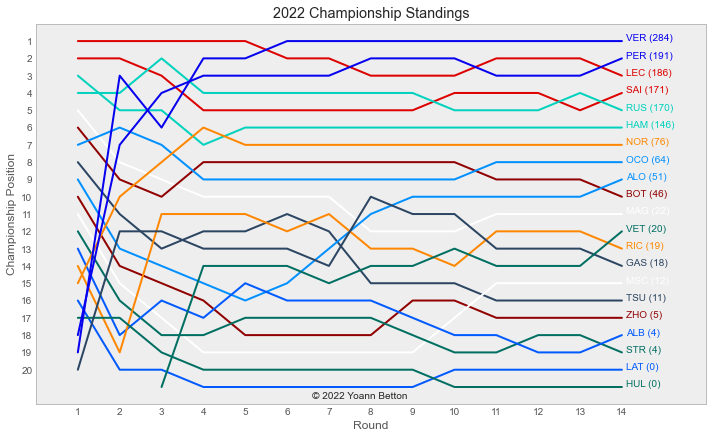 2022 Championship Standings
Championship Position
1
2
3
4
5
6
7
8
9
10
11
12
13
14
15
16
17
18
19
20
VER (284)
PER (191)
LEC (186)
SAI (171)
RUS (170)
HAM (146)
NOR (76)
OCO (64)
ALO (51)
BOT (46)
MAG (22)
VET (20)
RIC (19)
GAS (18)
MSC (12)
TSU (11)
ZHO (5)
ALB (4)
STR (4)
LAT (0)
HUL (0)
© 2022 Yoann Betton
1 2 3 4 5 6 7 8 9 10 11 12 13 14
Round